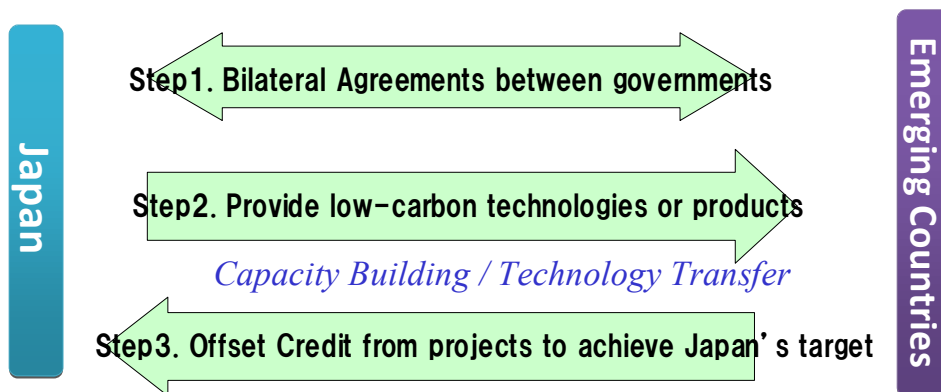 Japan
Step1. Bilateral Agreements between governments
Step2. Provide low-carbon technologies or products
Capacity Building / Technology Transfer
Step3. Offset Credit from projects to achieve Japan's target
Emerging Countries